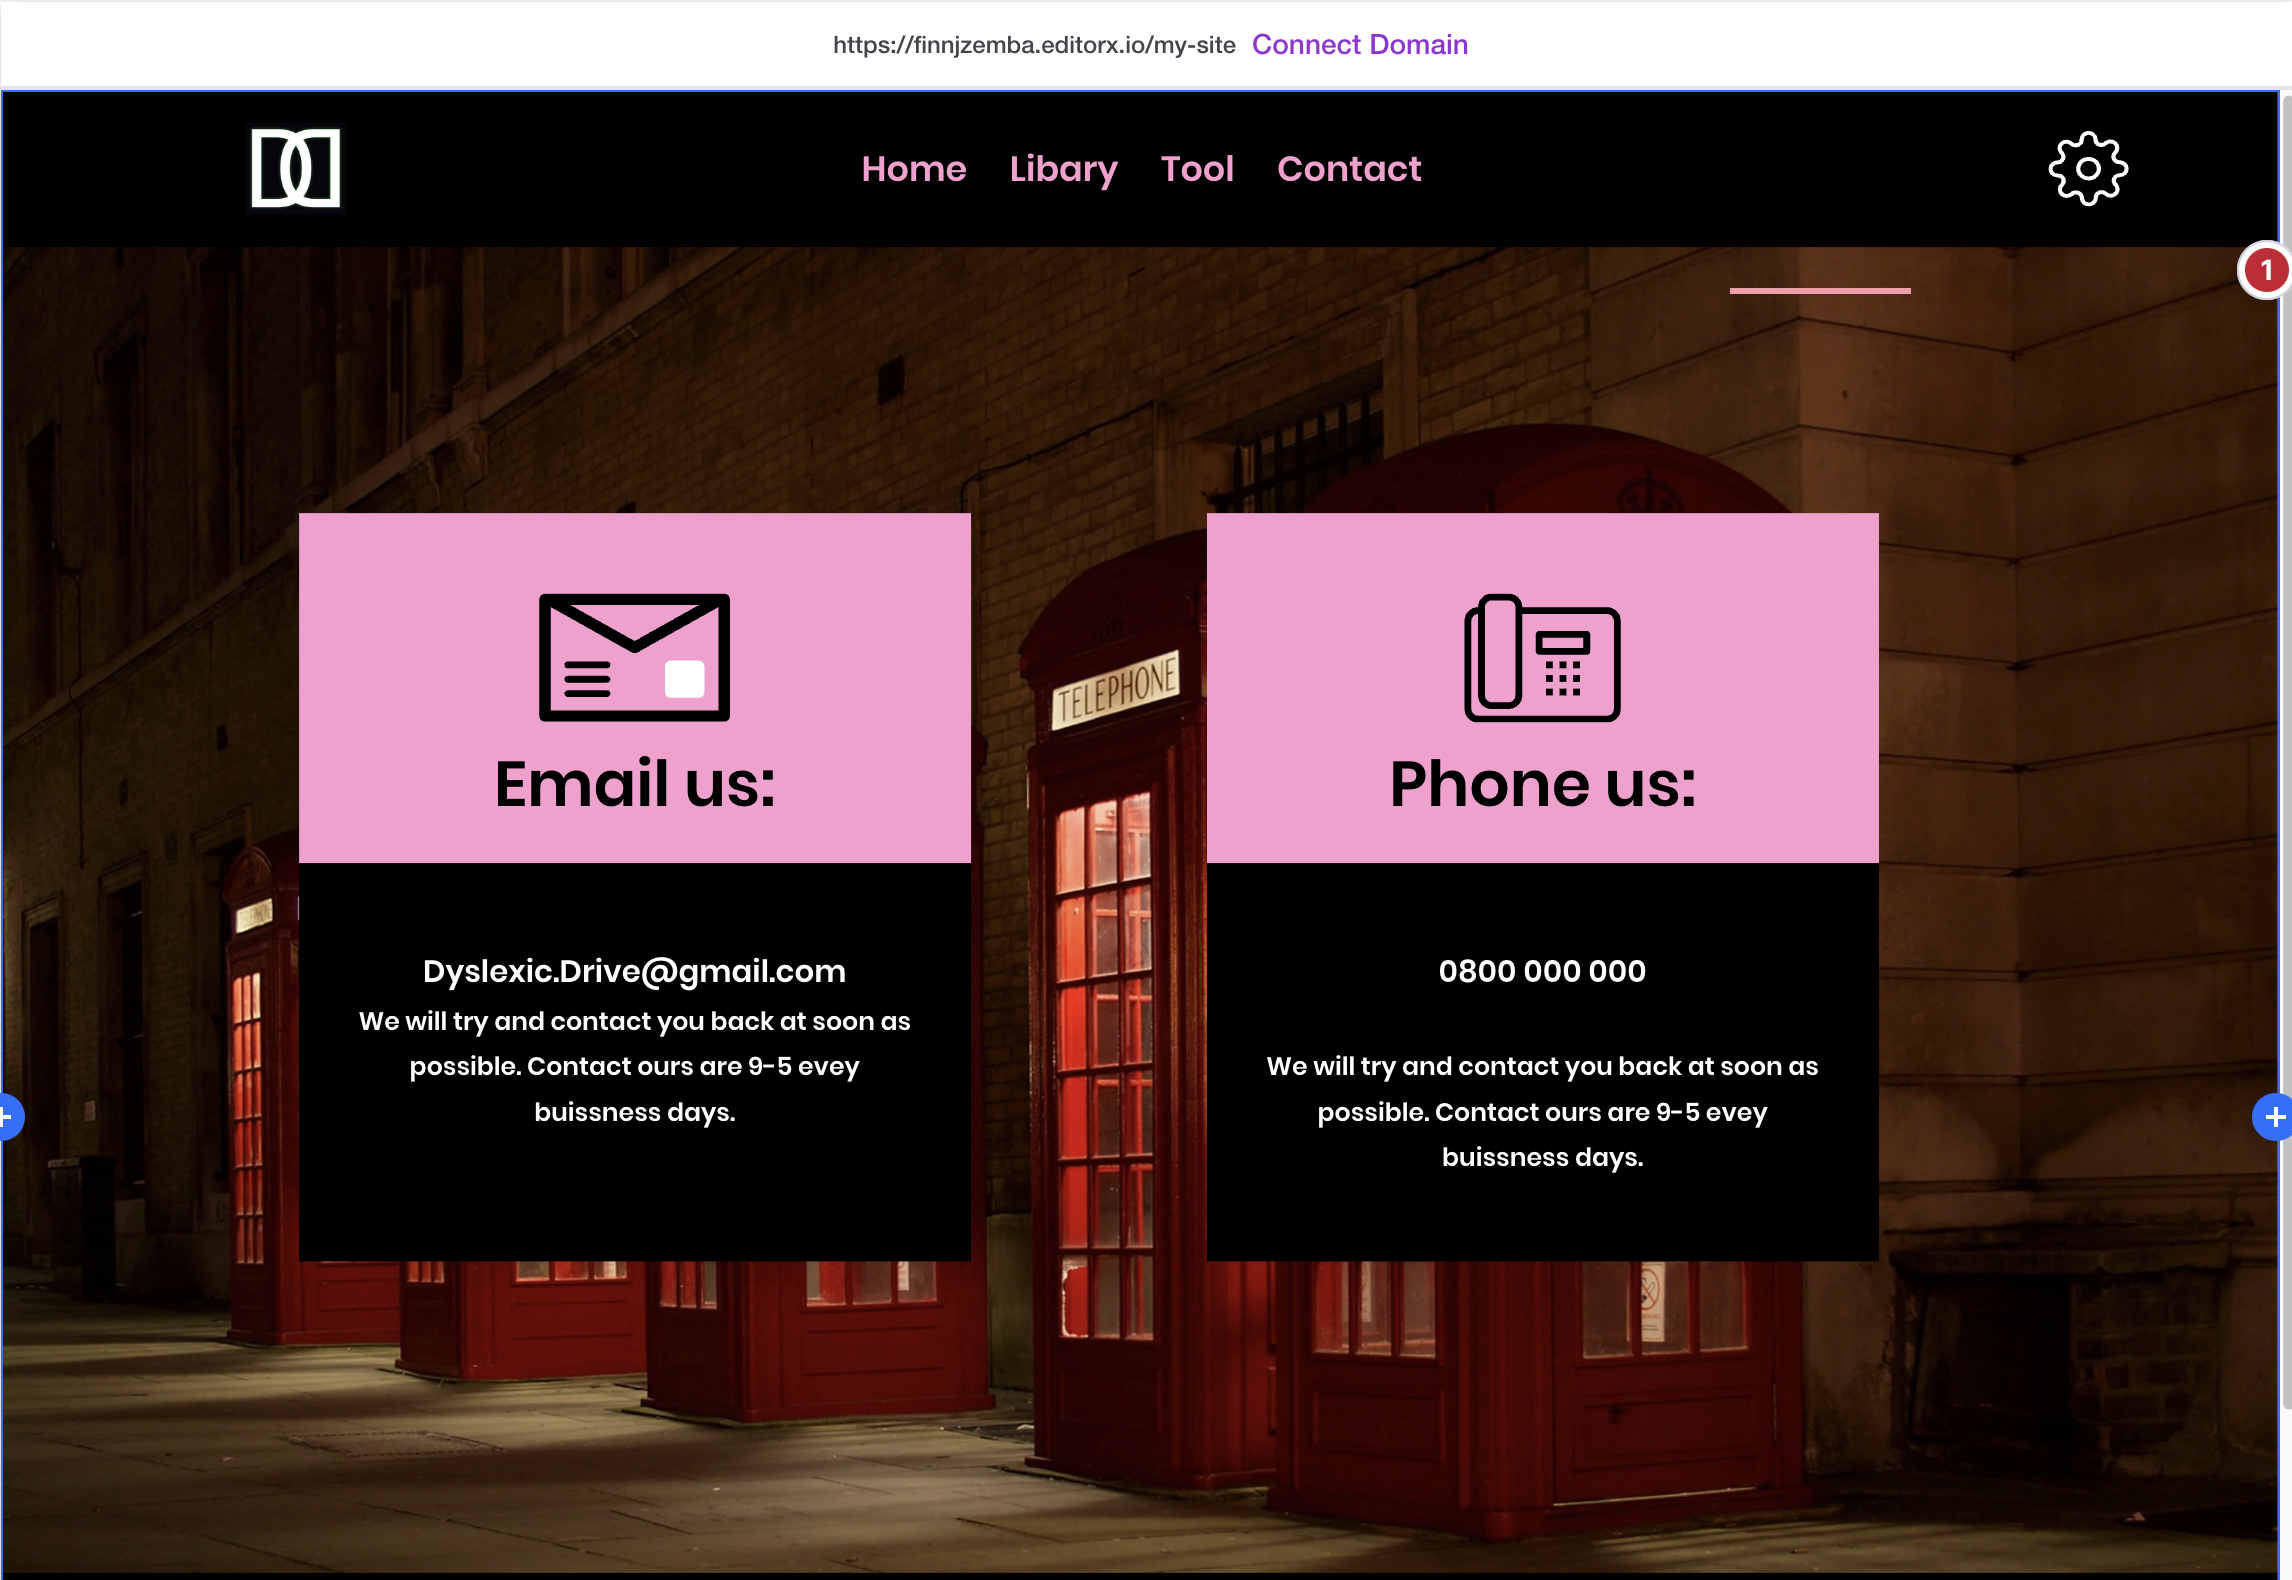 https://finnjzemba.editorx.io/my-site Connect Domain
Home Libary Tool Contact
1
TELEPHONE
Email us:
Phone us:
TELEPHONE
Dyslexic.Drive@gmail.com
We will try and contact you back at soon as
possible. Contact ours are 9-5 evey
buissness days.
0800 000 000
We will try and contact you back at soon as
possible. Contact ours are 9-5 evey
buissness days.